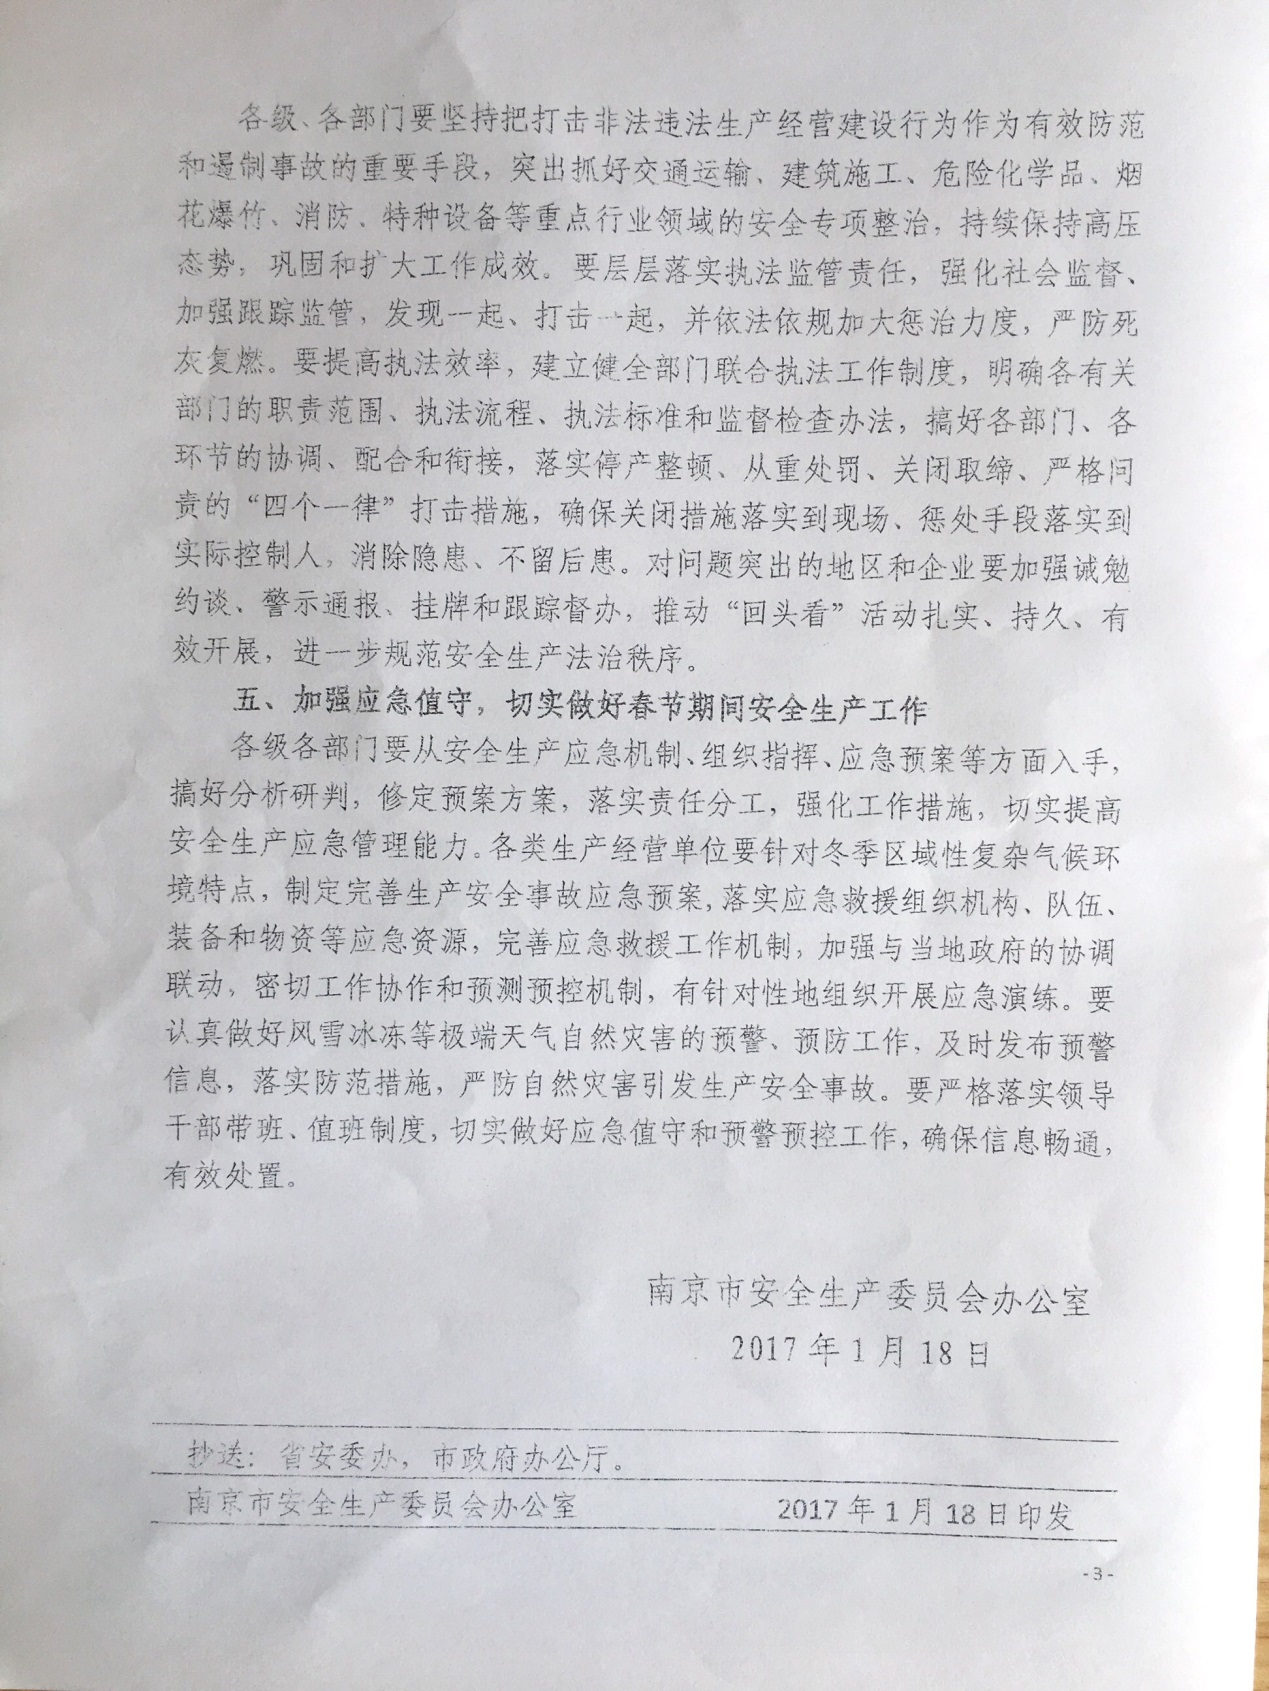 各级、各部门要坚持把打击非法违法生产经营建设行为作为有效防范
和遏制事故的重要手段，突出抓好交通运输、建筑施工、危险化学品、烟
花爆竹、消防、特种设备等重点行业领域的安全专项整治，持续保持高压
态势，巩固和扩大工作成效。要层层落实执法监管责任，强化社会监督、
加强跟踪监管，发现一起、打击一起，并依法依规加大惩治力度，严防死
灰复燃。要提高执法效率，建立健全部门联合执法工作制度，明确各有关
部门的职责范围、执法流程、执法标准和监督检查办法，搞好各部门、各
环节的协调、配合和衔接，落实停产整顿、从重处罚、关闭取缔、严格问
责的“四个一律”打击措施，确保关闭措施落实到现场、惩处手段落实到
实际控制人，消除隐患、不留后患。对问题突出的地区和企业要加强诫勉
约谈、警示通报、挂牌和跟踪督办，推动“回头看”活动扎实、持久、有
效开展，进一步规范安全生产法治秩序。
五、加强应急值守，切实做好春节期间安全生产工作
各级各部门要从安全生产应急机制、组织指挥、应急预案等方面入手，
搞好分析研判，修定预案方案，落实责任分工，强化工作措施，切实提高
安全生产应急管理能力。各类生产经营单位要针对冬季区域性复杂气候环
境特点，制定完善生产安全事故应急预案，落实应急救援组织机构、队伍、
装备和物资等应急资源，完善应急救援工作机制，加强与当地政府的协调
联动，密切工作协作和预测预控机制，有针对性地组织开展应急演练。要
认真做好风雪冰冻等极端天气自然灾害的预警、预防工作，及时发布预警
信息，落实防范措施，严防自然灾害引发生产安全事故。要严格落实领导
干部带班、值班制度，切实做好应急值守和预警预控工作，确保信息畅通，
有效处置。
南京市安全生产委员会办公室
2017年1月18日
抄送：省安委办，市政府办公厅。
南京市安全生产委员会办公室 2017年1月18日印发
-3-